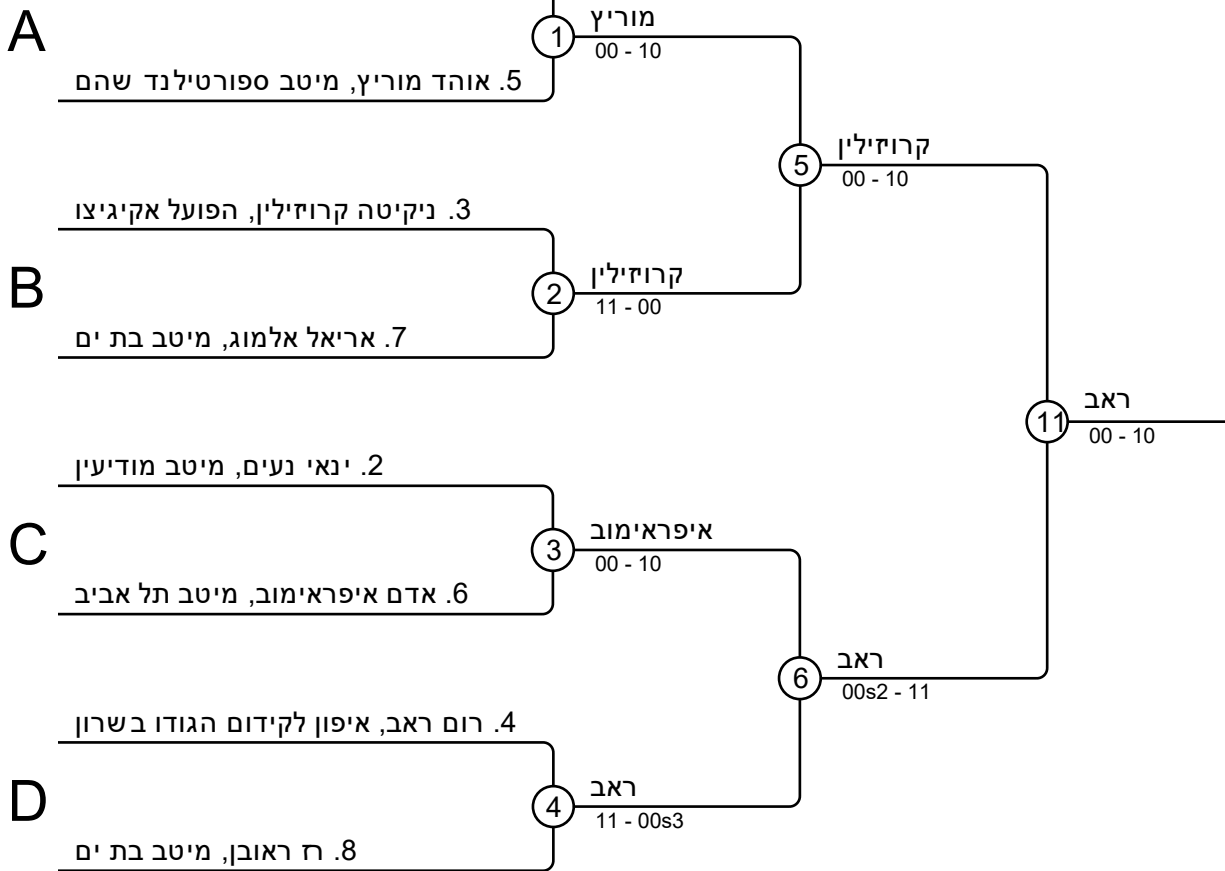 A
1
מוריץ
00 - 10
5. אוהד מוריץ, מיטב ספורטילנד שהם
5
קרויזילין
00 - 10
3. ניקיטה קרויזילין, הפועל אקיגיצו
B
2
קרויזילין
11 - 00
7. אריאל אלמוג, מיטב בת ים
11
ראב
00 - 10
2. ינאי נעים, מיטב מודיעין
C
3
איפראימוב
00 - 10
6. אדם איפראימוב, מיטב תל אביב
6
ראב
00s2 - 11
4. רום ראב, איפון לקידום הגודו בשרון
D
4
ראב
11 - 00s3
8. רז ראובן, מיטב בת ים